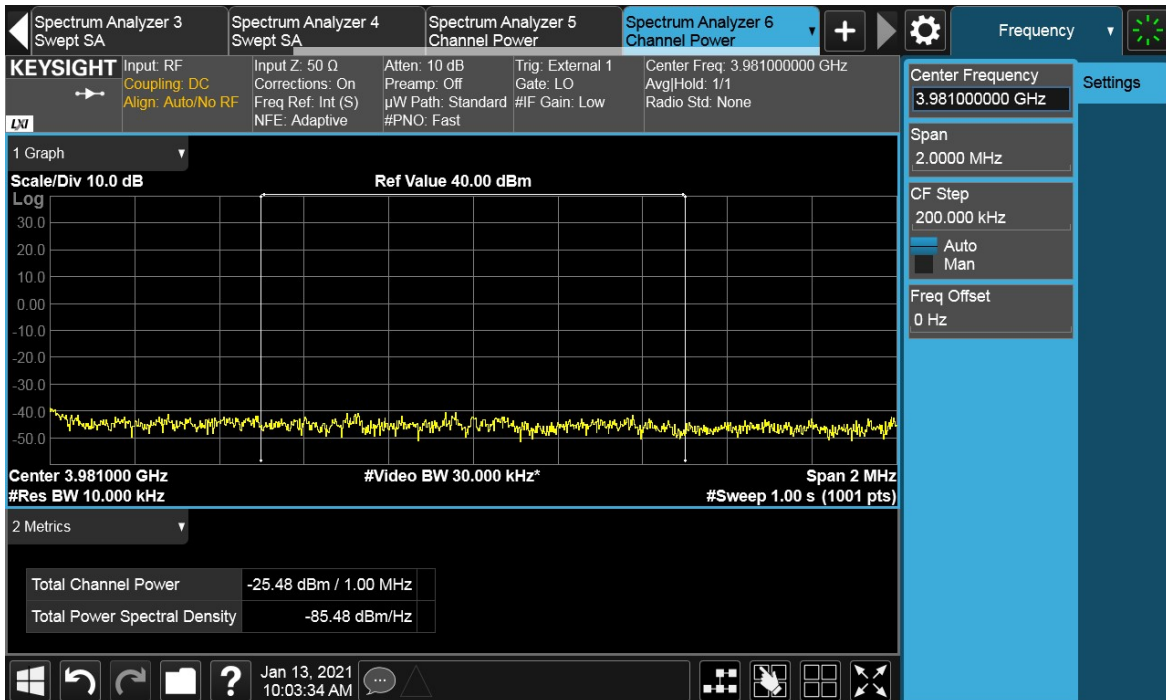 Spectrum Analyzer 3
Swept SA
Spectrum Analyzer 4
Swept SA
Spectrum Analyzer 5
Channel Power
Spectrum Analyzer 6
Channel Power
Frequency
KEYSIGHT
LXI
Input: RF
Coupling: DC
Align: Auto/No RF
Input Z: 50 Ω
Corrections: On
Freq Ref: Int (S)
NFE: Adaptive
Atten: 10 dB
Preamp: Off
µW Path: Standard
#PNO: Fast
Trig: External 1
Gate: LO
#IF Gain: Low
Center Freq: 3.981000000 GHz
Avg|Hold: 1/1
Radio Std: None
Center Frequency
3.981000000 GHz
Settings
Span
2.0000 MHz
CF Step
200.000 kHz
Auto
Man
Freq Offset
0 Hz
1 Graph
Scale/Div 10.0 dB
Ref Value 40.00 dBm
Log
30.0
20.0
10.0
0.00
-10.0
-20.0
-30.0
-40.0
-50.0
Center 3.981000 GHz
#Video BW 30.000 kHz*
Span 2 MHz
#Res BW 10.000 kHz
#Sweep 1.00 s (1001 pts)
2 Metrics
Total Channel Power -25.48 dBm / 1.00 MHz
Total Power Spectral Density -85.48 dBm/Hz
?
Jan 13, 2021
10:03:34 AM